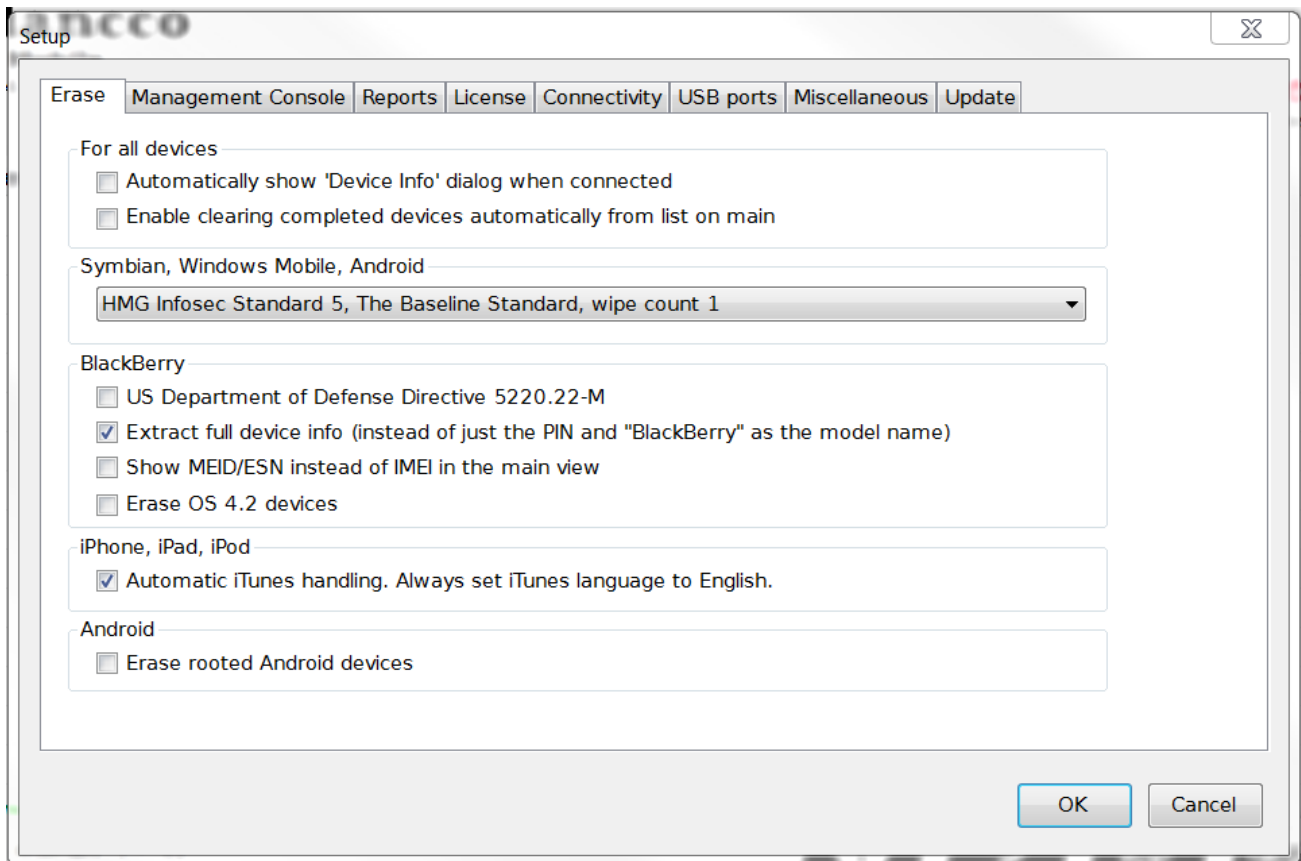 Setup
Erase Management Console Reports License Connectivity USB ports Miscellaneous Update
For all devices
Automatically show 'Device Info' dialog when connected
Enable clearing completed devices automatically from list on main
Symbian, Windows Mobile, Android
HMG Infosec Standard 5, The Baseline Standard, wipe count 1
BlackBerry
US Department of Defense Directive 5220.22-M
Extract full device info (instead of just the PIN and "BlackBerry" as the model name)
Show MEID/ESN instead of IMEI in the main view
Erase OS 4.2 devices
iPhone, iPad, iPod
Automatic iTunes handling. Always set iTunes language to English.
Android
Erase rooted Android devices
OK Cancel